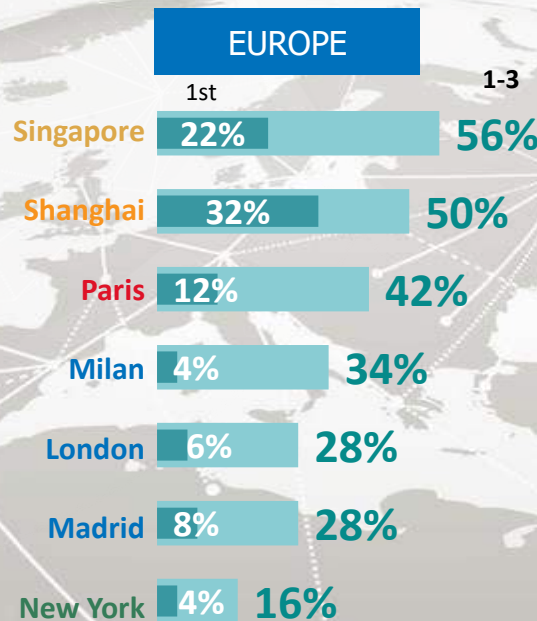 EUROPE
1st 1-3
Singapore 22% 56%
Shanghai 32% 50%
Paris 12% 42%
Milan 4% 34%
London 6% 28%
Madrid 8% 28%
New York 4% 16%